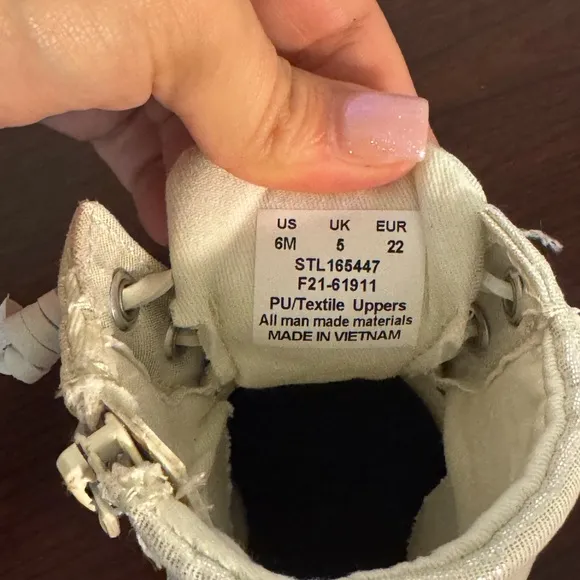 US UK EUR
6M 5 22
STL165447
F21-61911
PU/Textile Uppers
All man made materials
MADE IN VIETNAM